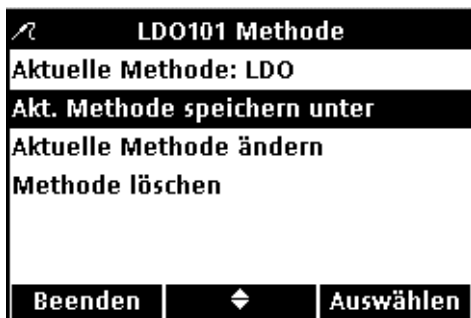 LDO101 Methode
Aktuelle Methode: LDO
Akt. Methode speichern unter
Aktuelle Methode ändern
Methode löschen
Beenden Auswählen